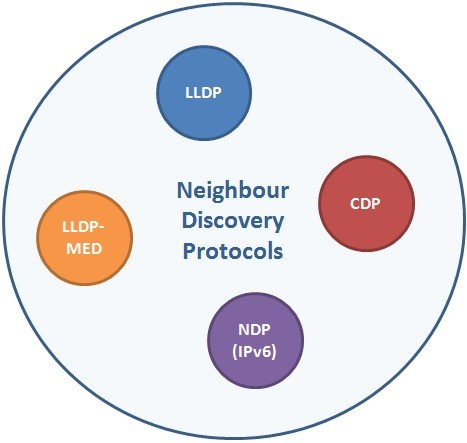 LLDP
CDP
Neighbour
Discovery
Protocols
LLDP-
MED
NDP
(IPv6)